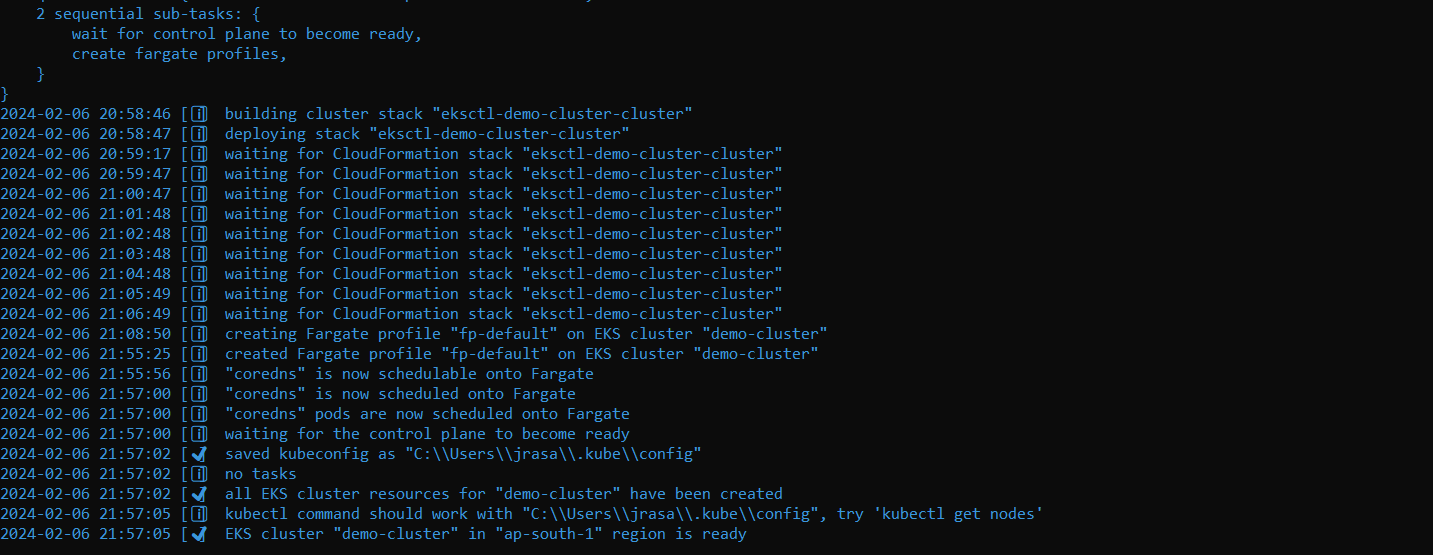 2 sequential sub-tasks: {
        wait for control plane to become ready,
        create fargate profiles,
    }
}
2024-02-06 20:58:46 [ℹ]  building cluster stack "eksctl-demo-cluster-cluster"
2024-02-06 20:58:47 [ℹ]  deploying stack "eksctl-demo-cluster-cluster"
2024-02-06 20:59:17 [ℹ]  waiting for CloudFormation stack "eksctl-demo-cluster-cluster"
2024-02-06 20:59:47 [ℹ]  waiting for CloudFormation stack "eksctl-demo-cluster-cluster"
2024-02-06 21:00:47 [ℹ]  waiting for CloudFormation stack "eksctl-demo-cluster-cluster"
2024-02-06 21:01:48 [ℹ]  waiting for CloudFormation stack "eksctl-demo-cluster-cluster"
2024-02-06 21:02:48 [ℹ]  waiting for CloudFormation stack "eksctl-demo-cluster-cluster"
2024-02-06 21:03:48 [ℹ]  waiting for CloudFormation stack "eksctl-demo-cluster-cluster"
2024-02-06 21:04:48 [ℹ]  waiting for CloudFormation stack "eksctl-demo-cluster-cluster"
2024-02-06 21:05:49 [ℹ]  waiting for CloudFormation stack "eksctl-demo-cluster-cluster"
2024-02-06 21:06:49 [ℹ]  waiting for CloudFormation stack "eksctl-demo-cluster-cluster"
2024-02-06 21:08:50 [ℹ]  creating Fargate profile "fp-default" on EKS cluster "demo-cluster"
2024-02-06 21:55:25 [ℹ]  created Fargate profile "fp-default" on EKS cluster "demo-cluster"
2024-02-06 21:55:56 [ℹ]  "coredns" is now schedulable onto Fargate
2024-02-06 21:57:00 [ℹ]  "coredns" is now scheduled onto Fargate
2024-02-06 21:57:00 [ℹ]  "coredns" pods are now scheduled onto Fargate
2024-02-06 21:57:00 [ℹ]  waiting for the control plane to become ready
2024-02-06 21:57:02 [✔]  saved kubeconfig as "C:\\Users\\jrasa\\.kube\\config"
2024-02-06 21:57:02 [ℹ]  no tasks
2024-02-06 21:57:02 [✔]  all EKS cluster resources for "demo-cluster" have been created
2024-02-06 21:57:05 [ℹ]  kubectl command should work with "C:\\Users\\jrasa\\.kube\\config", try 'kubectl get nodes'
2024-02-06 21:57:05 [✔]  EKS cluster "demo-cluster" in "ap-south-1" region is ready